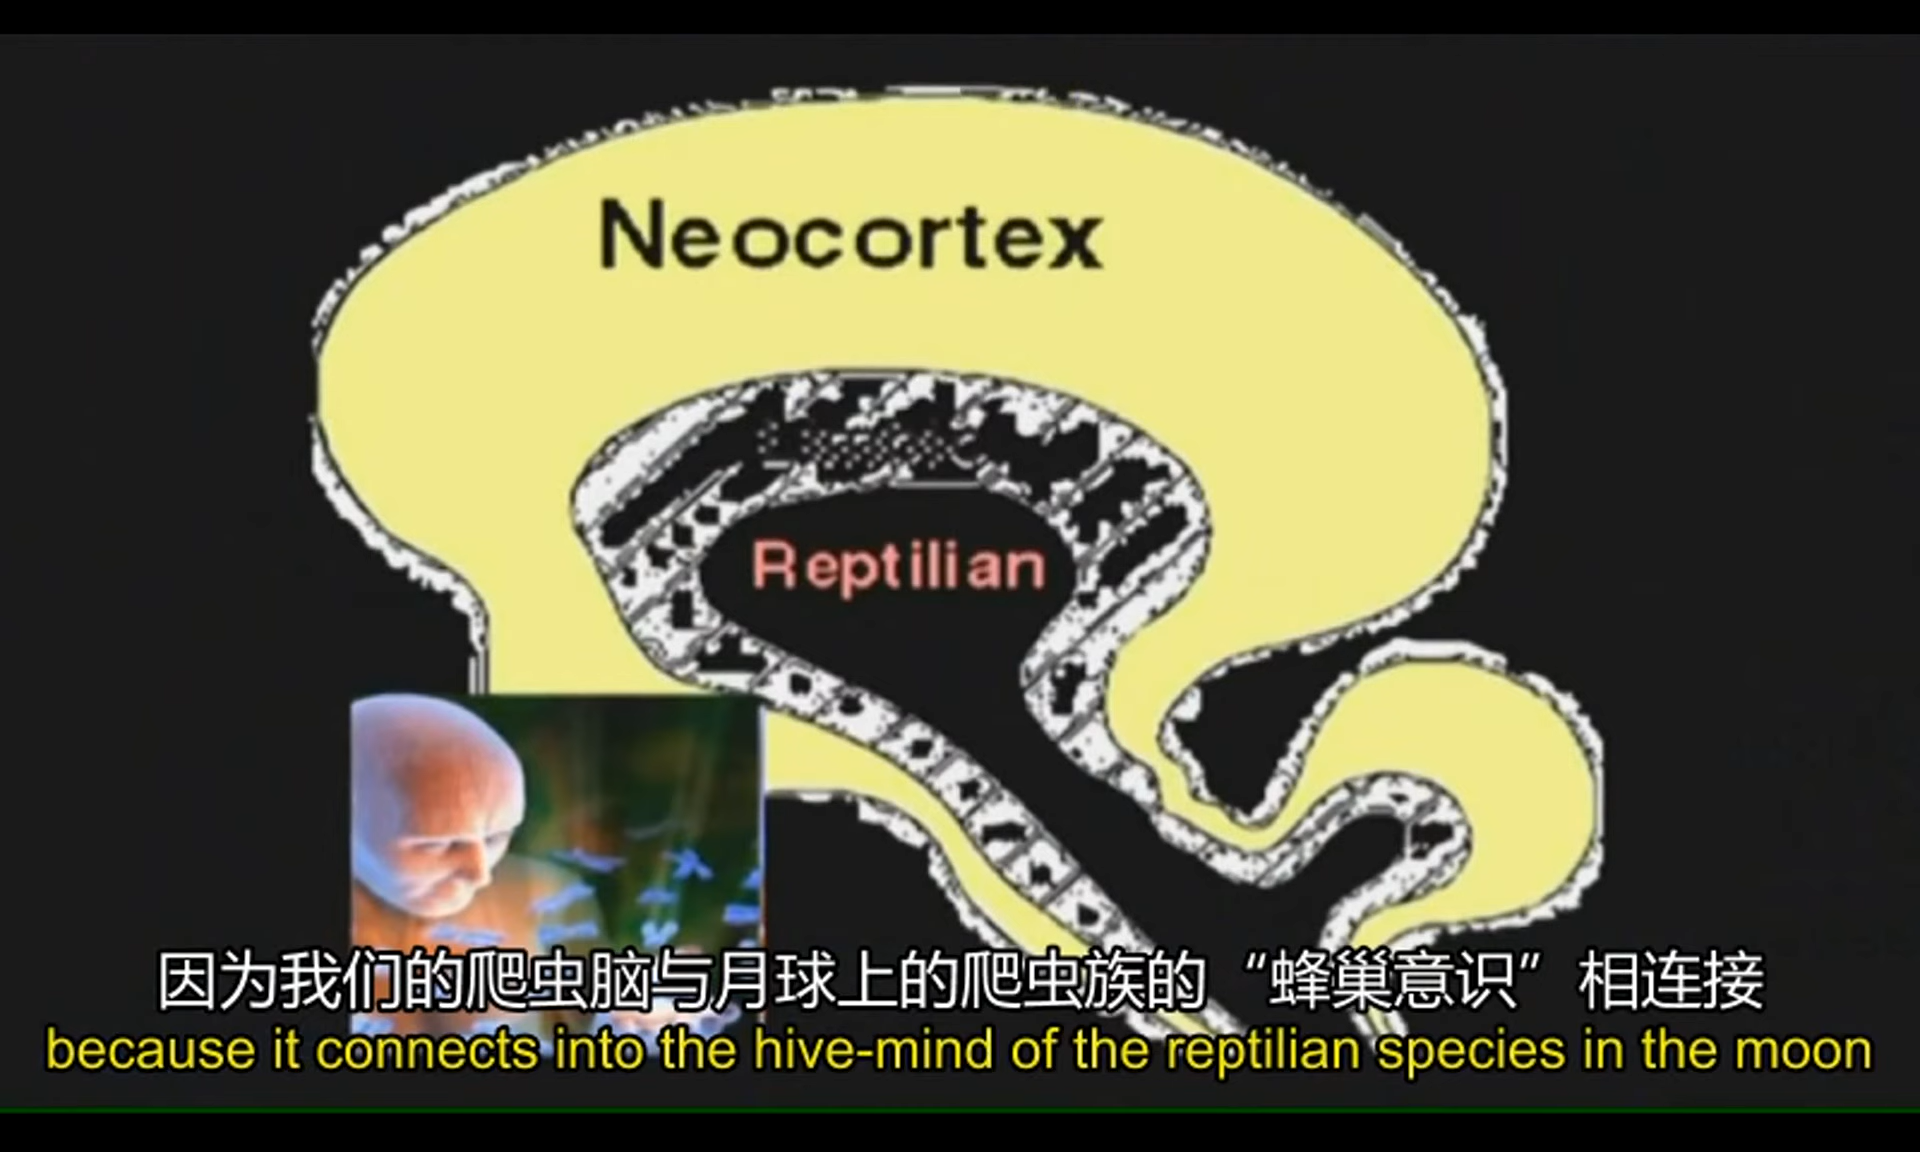 Neocortex
Reptilian
因为我们的爬虫脑与月球上的爬虫族的“蜂巢意识”相连接
because it connects into the hive-mind of the reptilian species in the moon